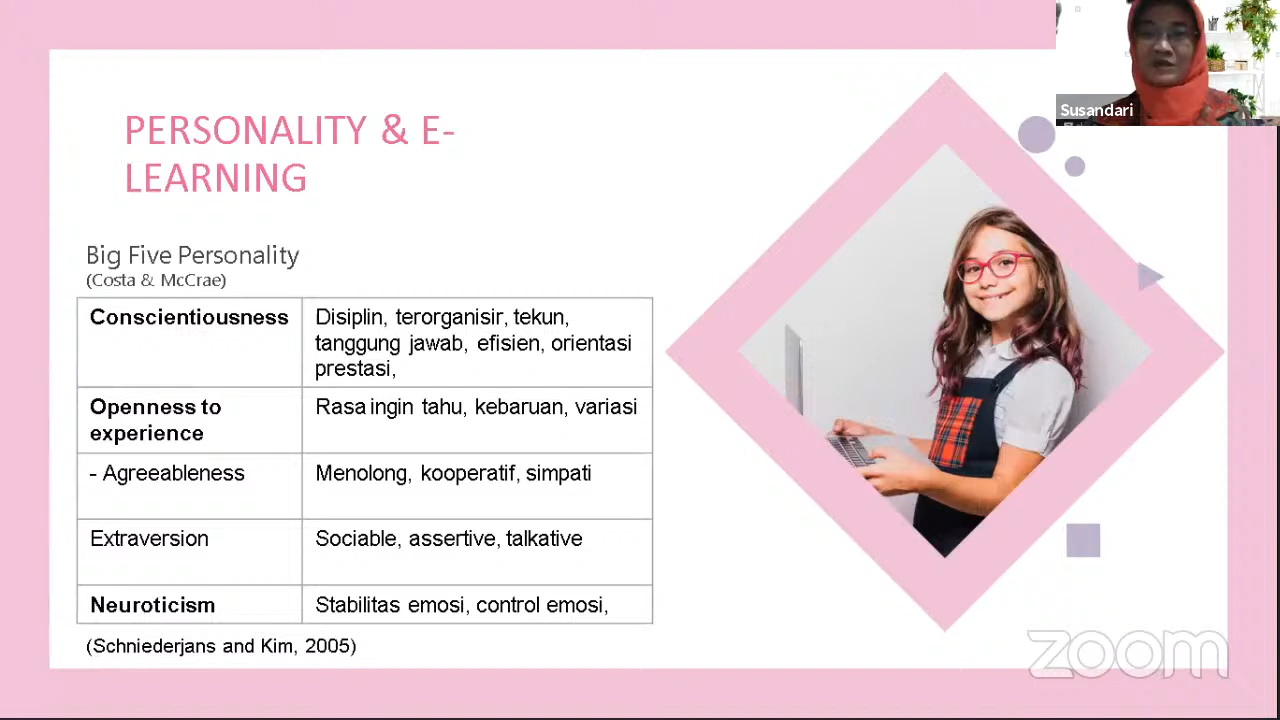 PERSONALITY & E-
LEARNING
Big Five Personality
(Costa & McCrae)
Conscientiousness
Disiplin, terorganisir, tekun,
tanggung jawab, efisien, orientasi
prestasi,
Openness to
experience
Rasa ingin tahu, kebaruan, variasi
- Agreeableness
Menolong, kooperatif, simpati
Extraversion
Sociable, assertive, talkative
Neuroticism
Stabilitas emosi, control emosi,
(Schniederjans and Kim, 2005)
Susandari
zoom